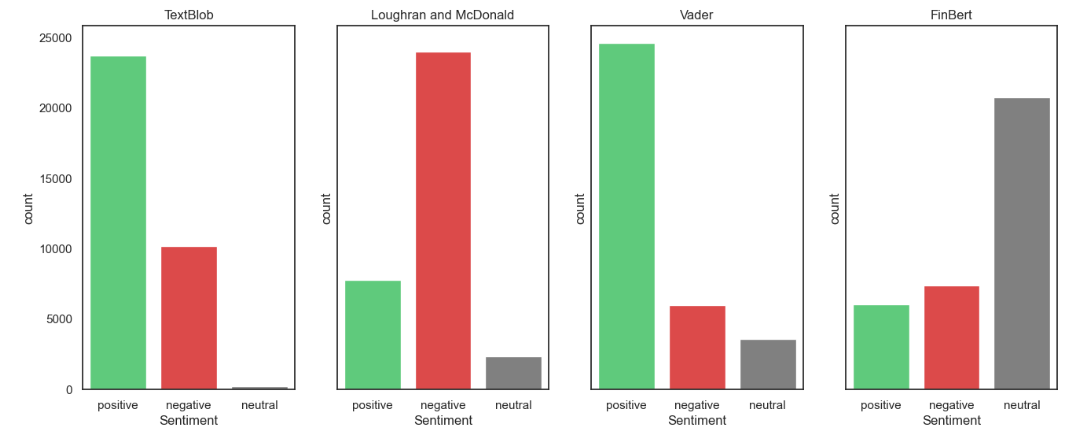 TextBlob
Loughran and McDonald
Vader
FinBert
25000
20000
15000
10000
5000
0
count
count
count
count
positive negative neutral
positive negative neutral
positive negative neutral
positive negative neutral
Sentiment
Sentiment
Sentiment
Sentiment